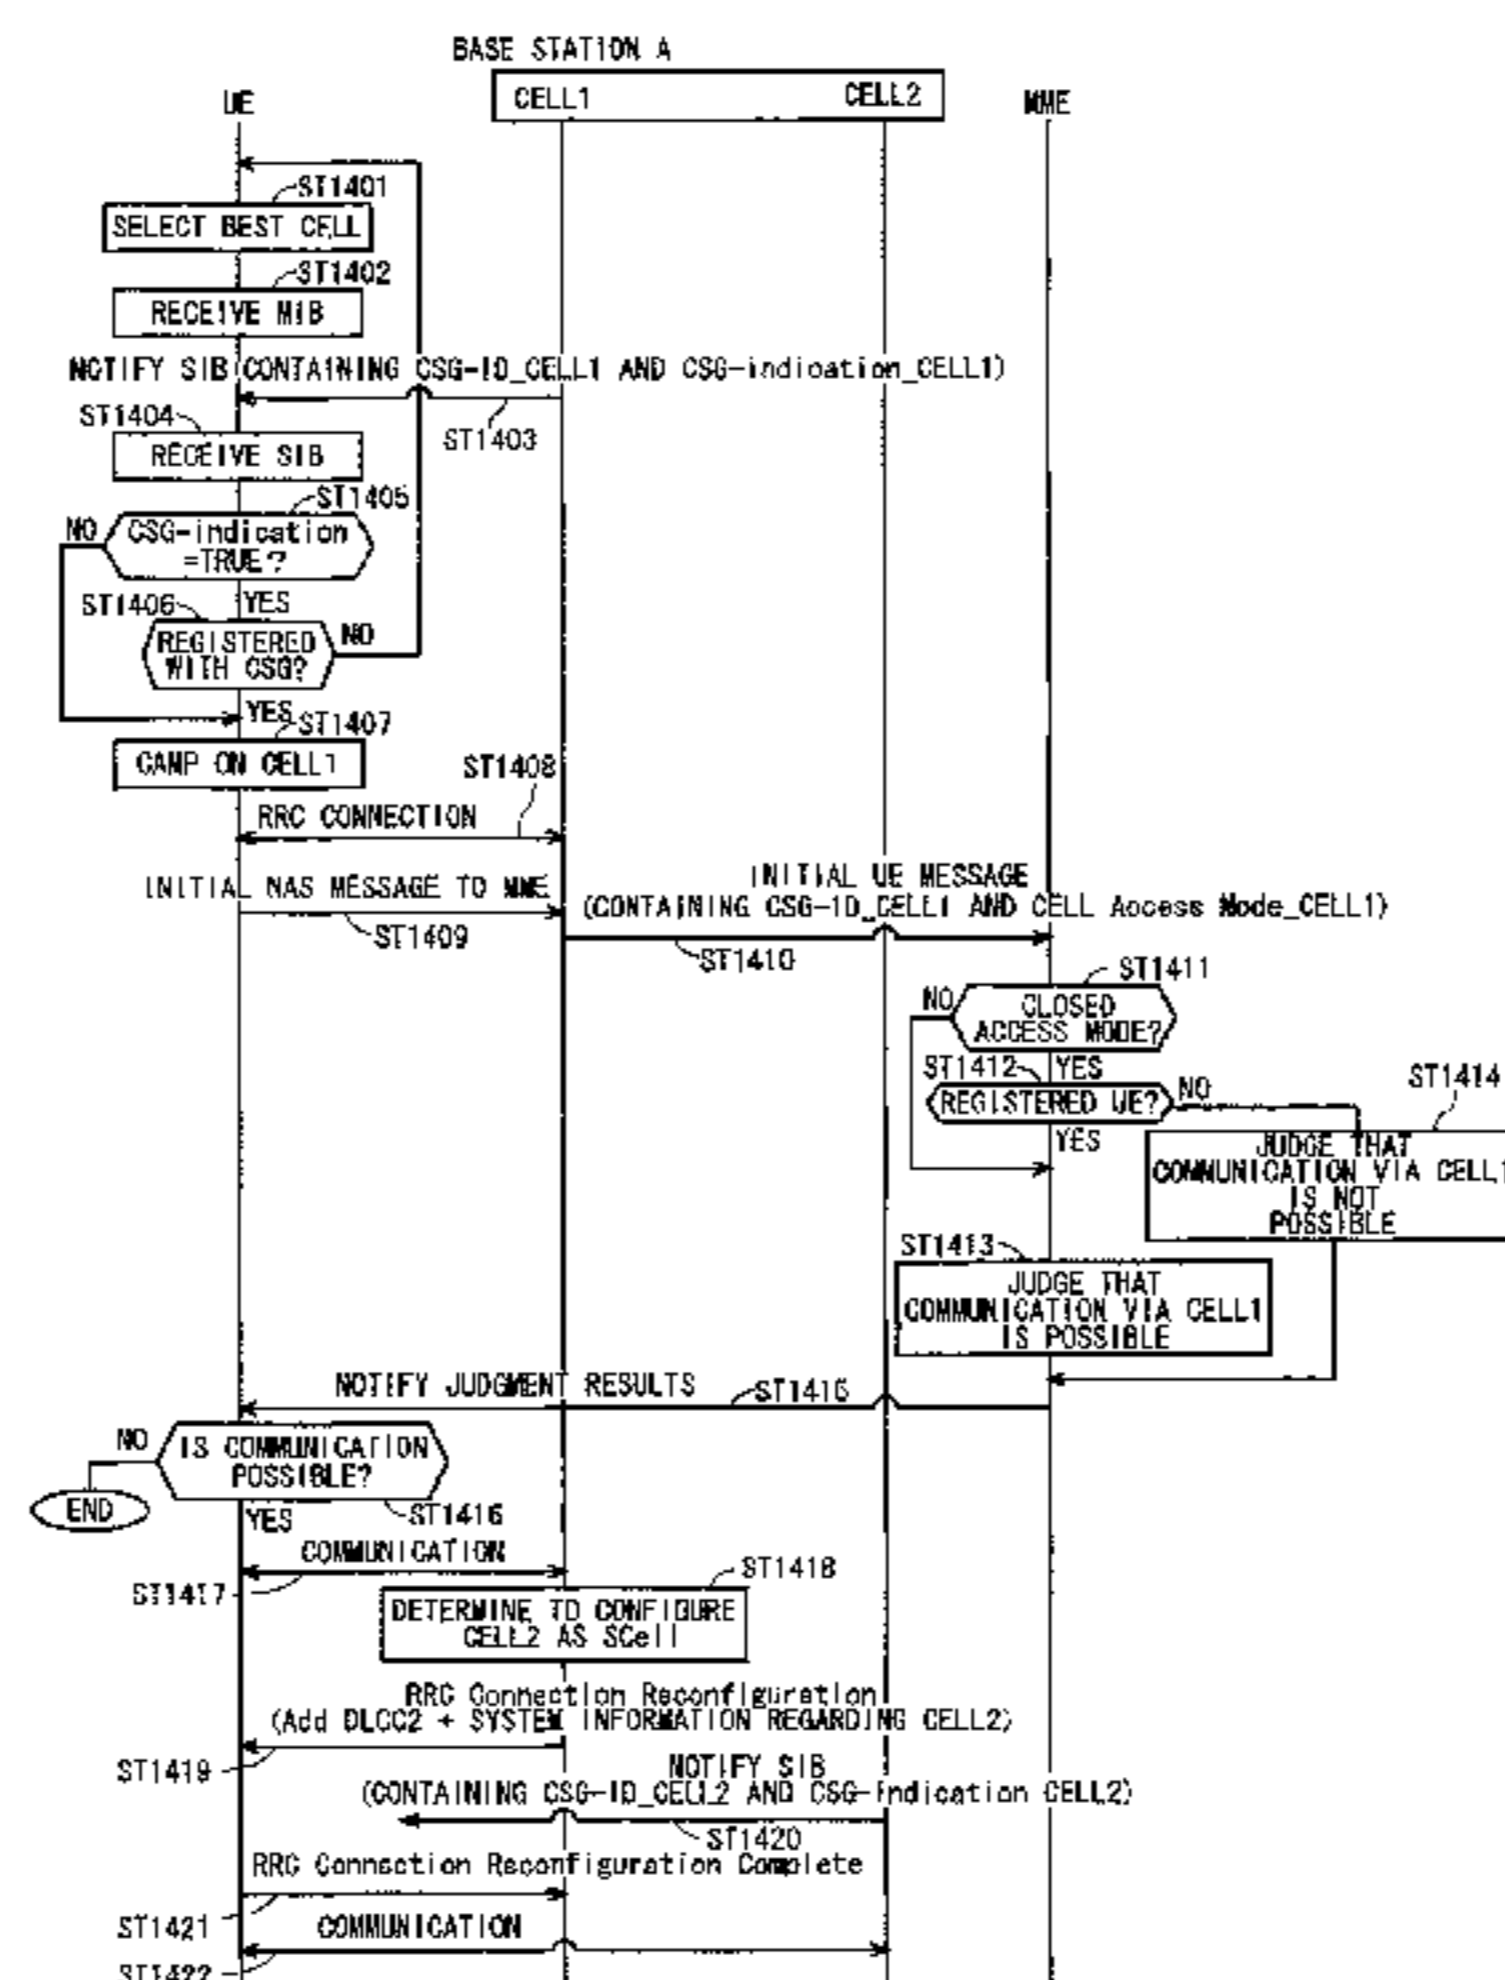 BASE STATION A
UE
CELL1
CELL2
MME
ST1401
SELECT BEST CELL
ST1402
RECEIVE MIB
NOTIFY SIB CONTAINING CSG-ID_CELL1 AND CSG-indication_CELL1)
ST1403
ST1404
RECEIVE SIB
ST1405
NO
CSG-indication
=TRUE?
YES
ST1406
REGISTERED
WITH CSG?
NO
YES
ST1407
CAMP ON CELL1
ST1408
RRC CONNECTION
INITIAL NAS MESSAGE TO MME
ST1409
INITIAL UE MESSAGE
(CONTAINING CSG-ID_CELL1 AND CELL Access Mode_CELL1)
ST1410
ST1411
NO
CLOSED
ACCESS MODE?
ST1412
YES
REGISTERED UE?
NO
ST1414
YES
JUDGE THAT
COMMUNICATION VIA CELL1
IS NOT
POSSIBLE
ST1413
JUDGE THAT
COMMUNICATION VIA CELL1
IS POSSIBLE
NOTIFY JUDGMENT RESULTS
ST1415
NO
IS COMMUNICATION
POSSIBLE?
END
YES
ST1416
COMMUNICATION
ST1417
ST1418
DETERMINE TO CONFIGURE
CELL2 AS SCell
RRC Connection Reconfiguration
(Add DLCC2 + SYSTEM INFORMATION REGARDING CELL2)
ST1419
NOTIFY SIB
(CONTAINING CSG-ID_CELL2 AND CSG-indication CELL2)
ST1420
RRC Connection Reconfiguration Complete
ST1421
COMMUNICATION
ST1422